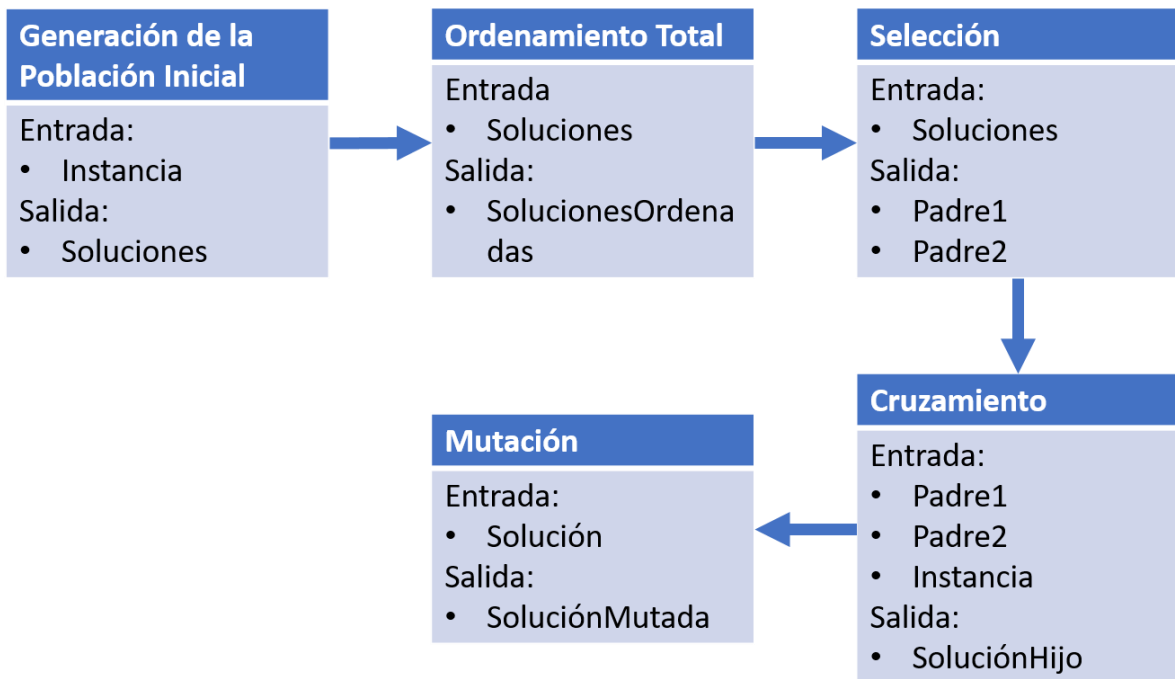 Generación de la
Población Inicial
Entrada:
• Instancia
Salida:
• Soluciones
Ordenamiento Total
Entrada
• Soluciones
Salida:
• SolucionesOrdena
das
Selección
Entrada:
• Soluciones
Salida:
• Padre1
• Padre2
Cruzamiento
Entrada:
• Padre1
• Padre2
• Instancia
Salida:
• SoluciónHijo
Mutación
Entrada:
• Solución
Salida:
• SoluciónMutada